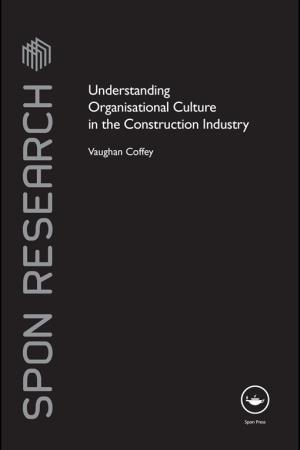 SPON RESEARCH
Understanding
Organisational Culture
in the Construction Industry
Vaughan Coffey
Spon Press